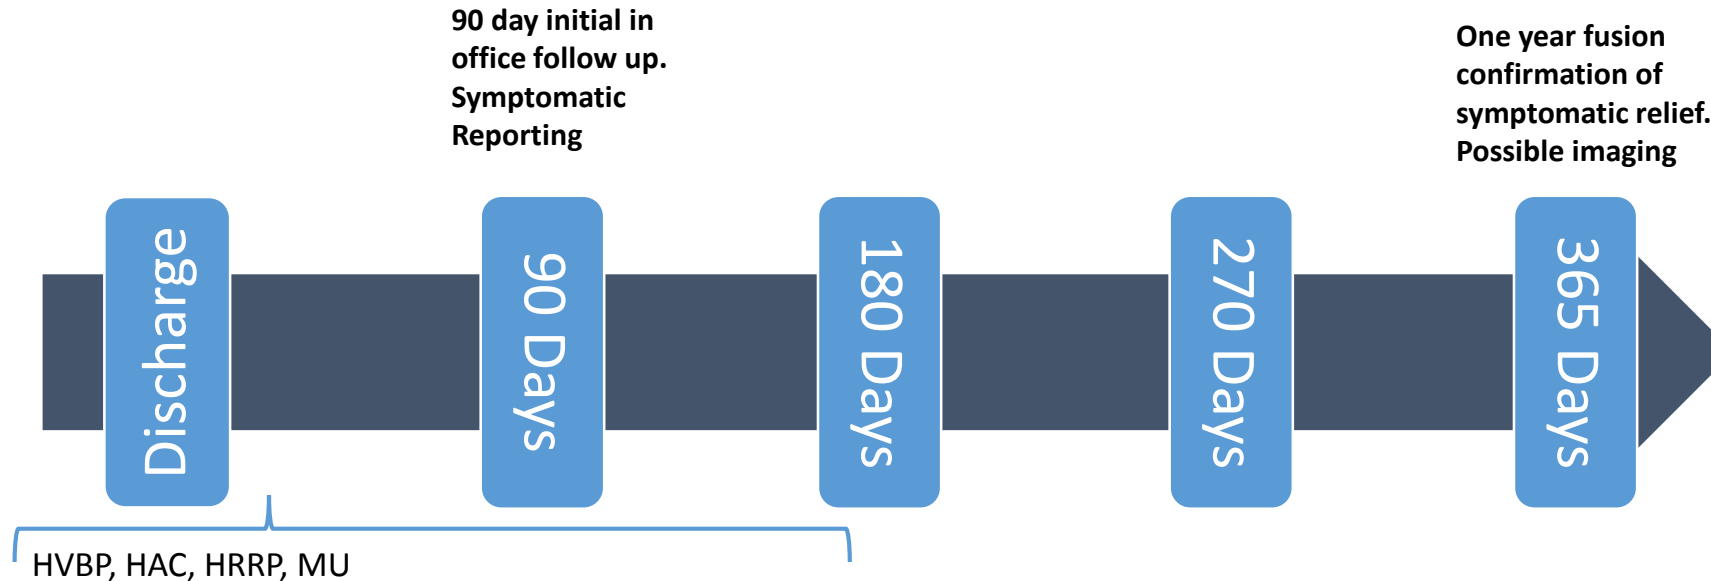 90 day initial in
office follow up.
Symptomatic
Reporting
One year fusion
confirmation of
symptomatic relief.
Possible imaging
Discharge
90 Days
180 Days
270 Days
365 Days
HVBP, HAC, HRRP, MU